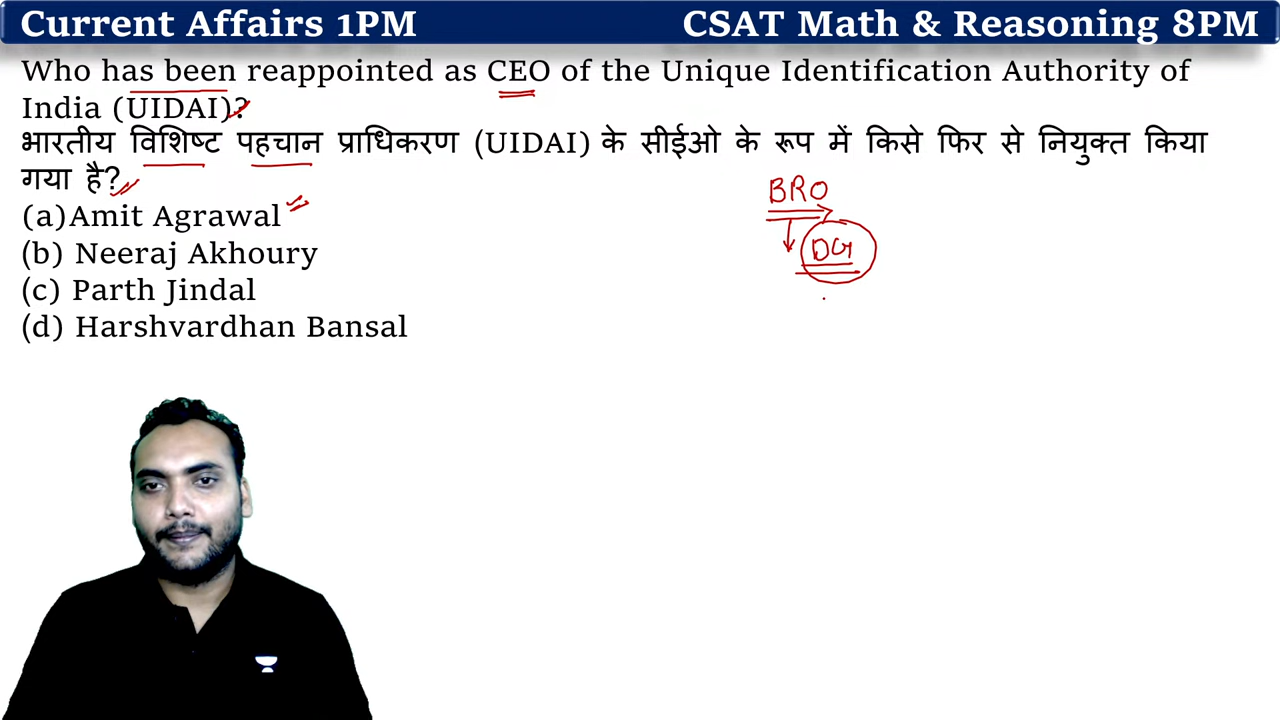 Current Affairs 1PM
CSAT Math & Reasoning 8PM
Who has been reappointed as CEO of the Unique Identification Authority of
India (UIDAI)?
भारतीय विशिष्ट पहचान प्राधिकरण (UIDAI) के सीईओ के रूप में किसे फिर से नियुक्त किया
गया है?
BRO
(a)Amit Agrawal
DG
(b) Neeraj Akhoury
(c) Parth Jindal
(d) Harshvardhan Bansal